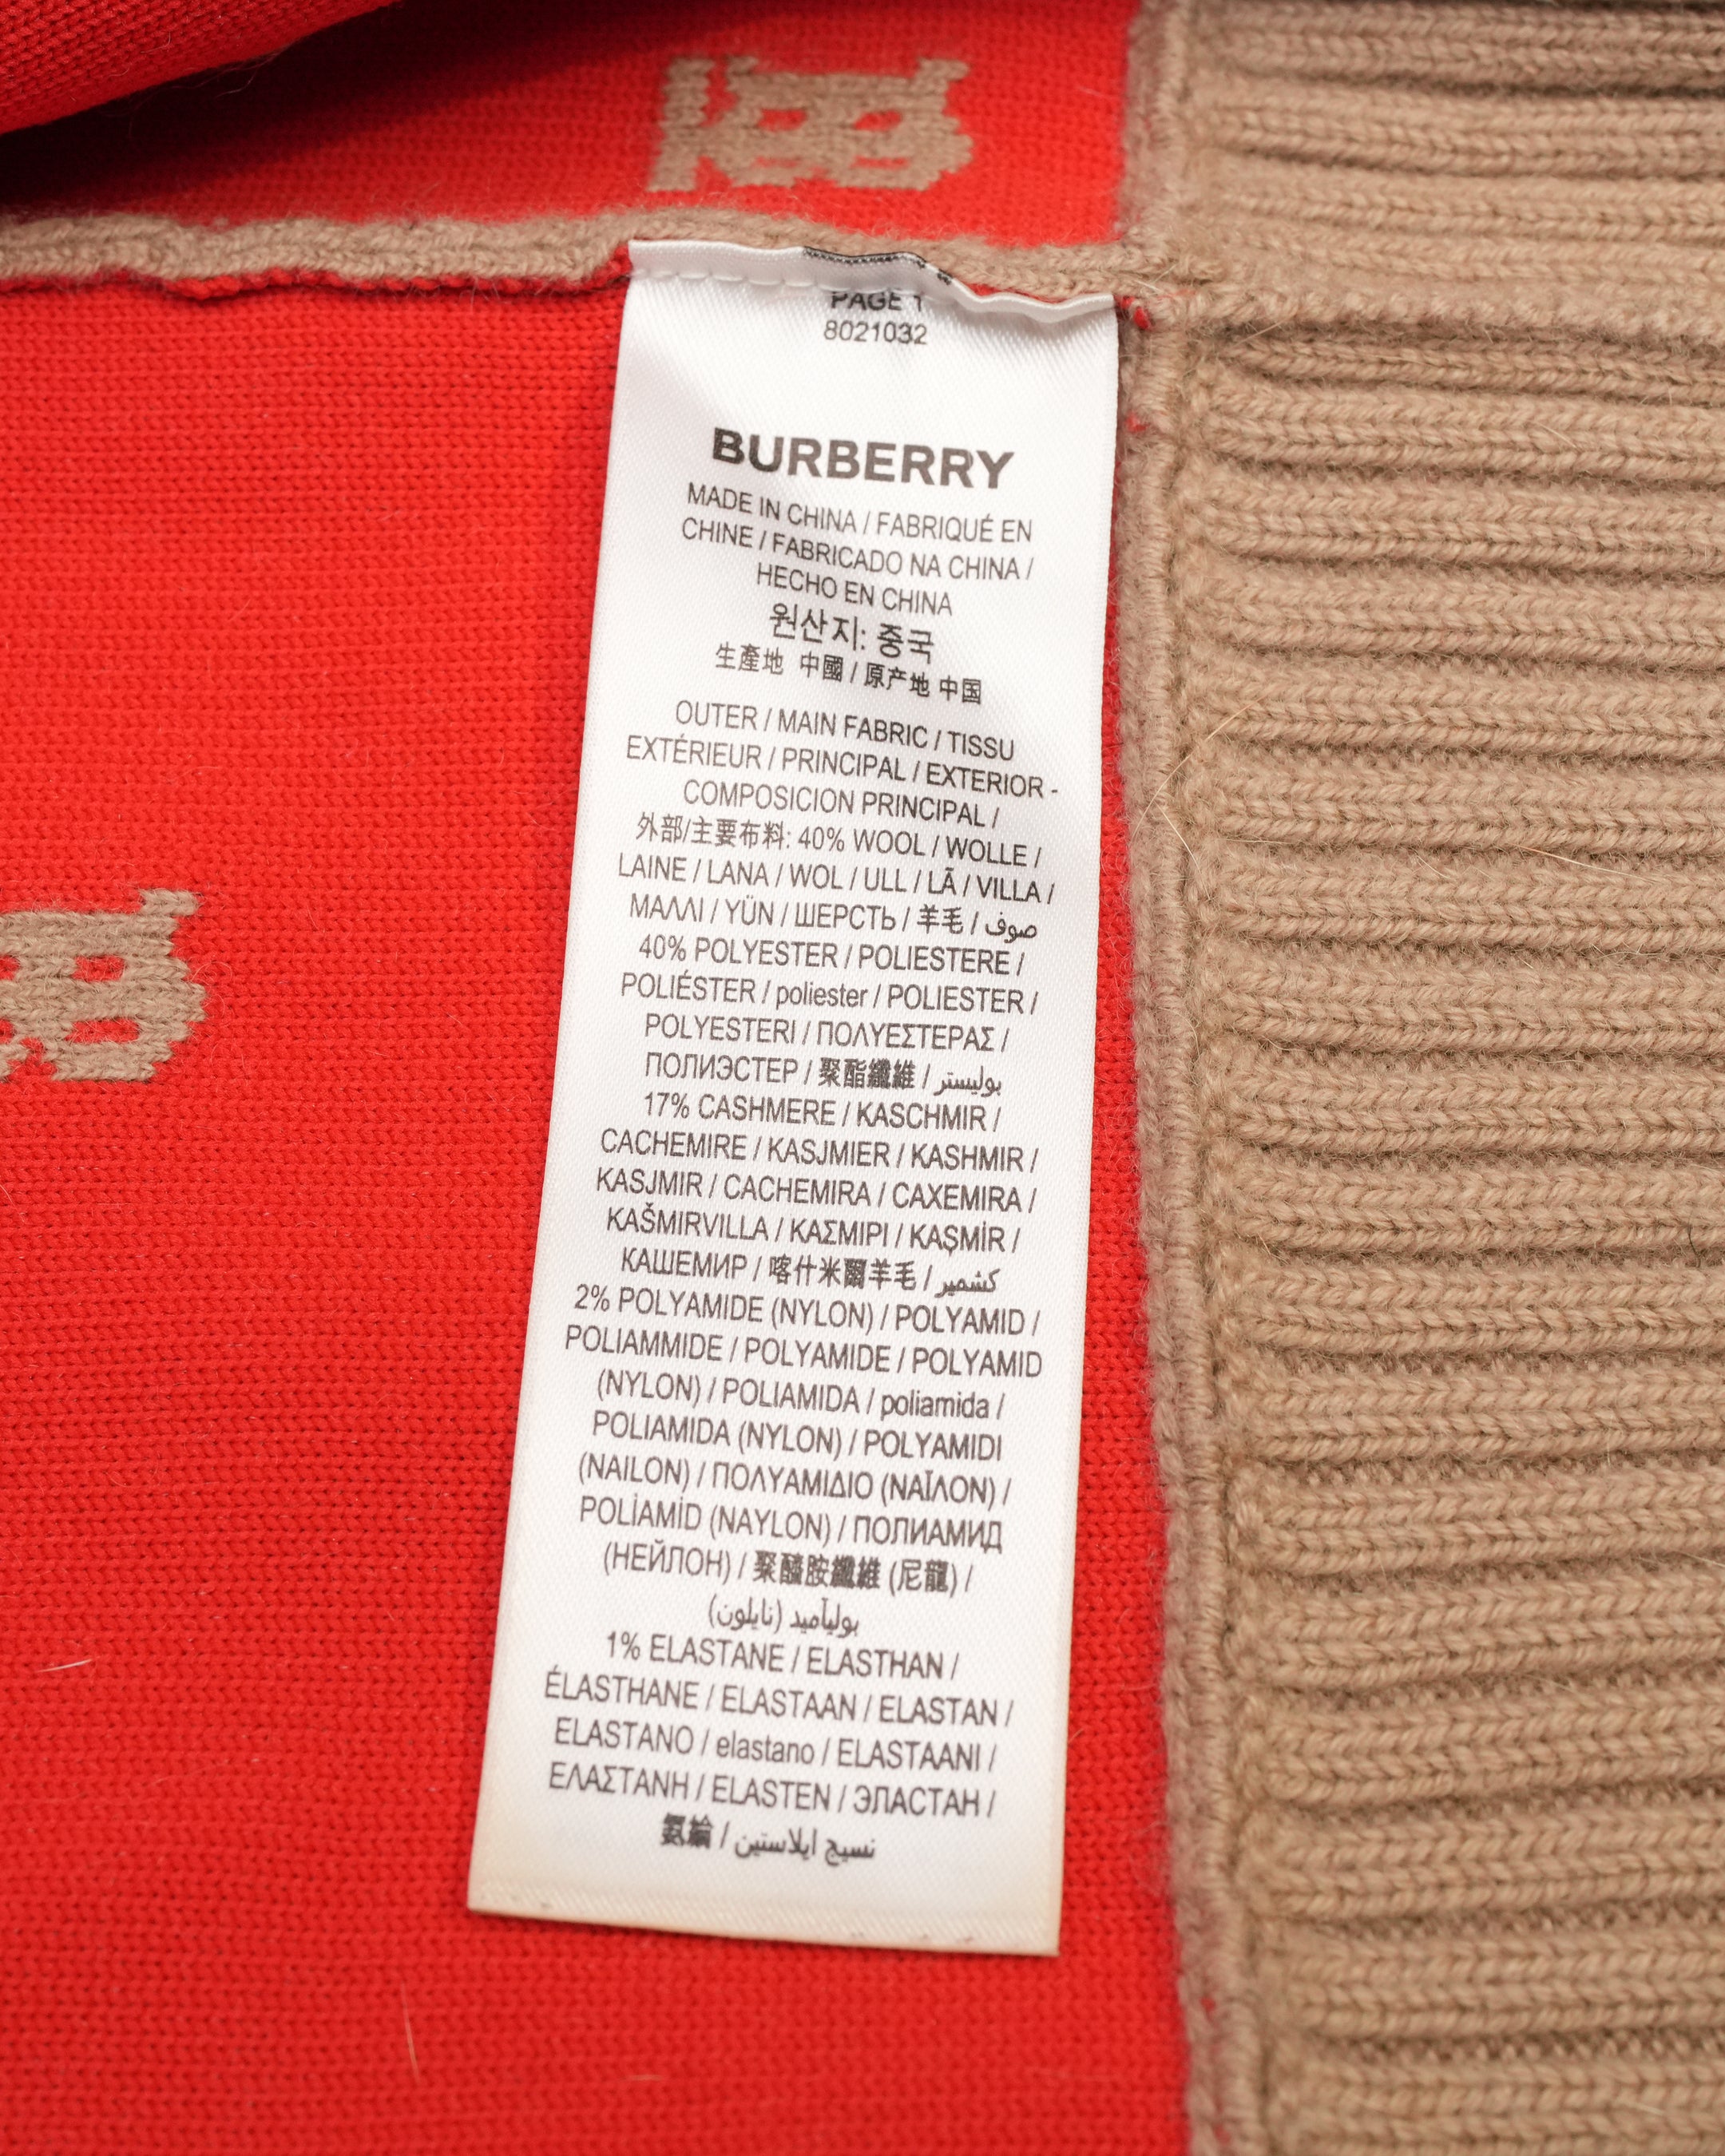 PAGE 1
8021032
BURBERRY
MADE IN CHINA / FABRIQUÉ EN
CHINE / FABRICADO NA CHINA /
HECHO EN CHINA
원산지: 중국
生產地 中國 / 原产地 中国
OUTER / MAIN FABRIC / TISSU
EXTÉRIEUR / PRINCIPAL / EXTERIOR -
COMPOSICION PRINCIPAL /
外部/主要布料: 40% WOOL / WOLLE /
LAINE / LANA / WOL / ULL / LÃ / VILLA /
ΜΑΛΛΙ / YÜN / ШЕРСТЬ / 羊毛 / صوف
40% POLYESTER / POLIESTERE /
POLIÉSTER / poliester / POLIESTER /
POLYESTERI / ΠΟΛΥΕΣΤΕΡΑΣ /
ПОЛИЭСТЕР / 聚酯纖維 / بوليستر
17% CASHMERE / KASCHMIR /
CACHEMIRE / KASJMIER / KASHMIR /
KASJMIR / CACHEMIRA / CAXEMIRA /
KAŠMIRVILLA / ΚΑΣΜΙΡΙ / KAŞMİR /
КАШЕМИР / 喀什米爾羊毛 / كشمير
2% POLYAMIDE (NYLON) / POLYAMID /
POLIAMMIDE / POLYAMIDE / POLYAMID
(NYLON) / POLIAMIDA / poliamida /
POLIAMIDA (NYLON) / POLYAMIDI
(NAILON) / ΠΟΛΥΑΜΙΔΙΟ (ΝΑΪΛΟΝ) /
POLİAMİD (NAYLON) / ПОЛИАМИД
(НЕЙЛОН) / 聚醯胺纖維 (尼龍) /
بولیآمید (نايلون)
1% ELASTANE / ELASTHAN /
ÉLASTHANE / ELASTAAN / ELASTAN /
ELASTANO / elastano / ELASTAANI /
ΕΛΑΣΤΑΝΗ / ELASTEN / ЭЛАСТАН /
氨綸 / نسيج ايلاستين